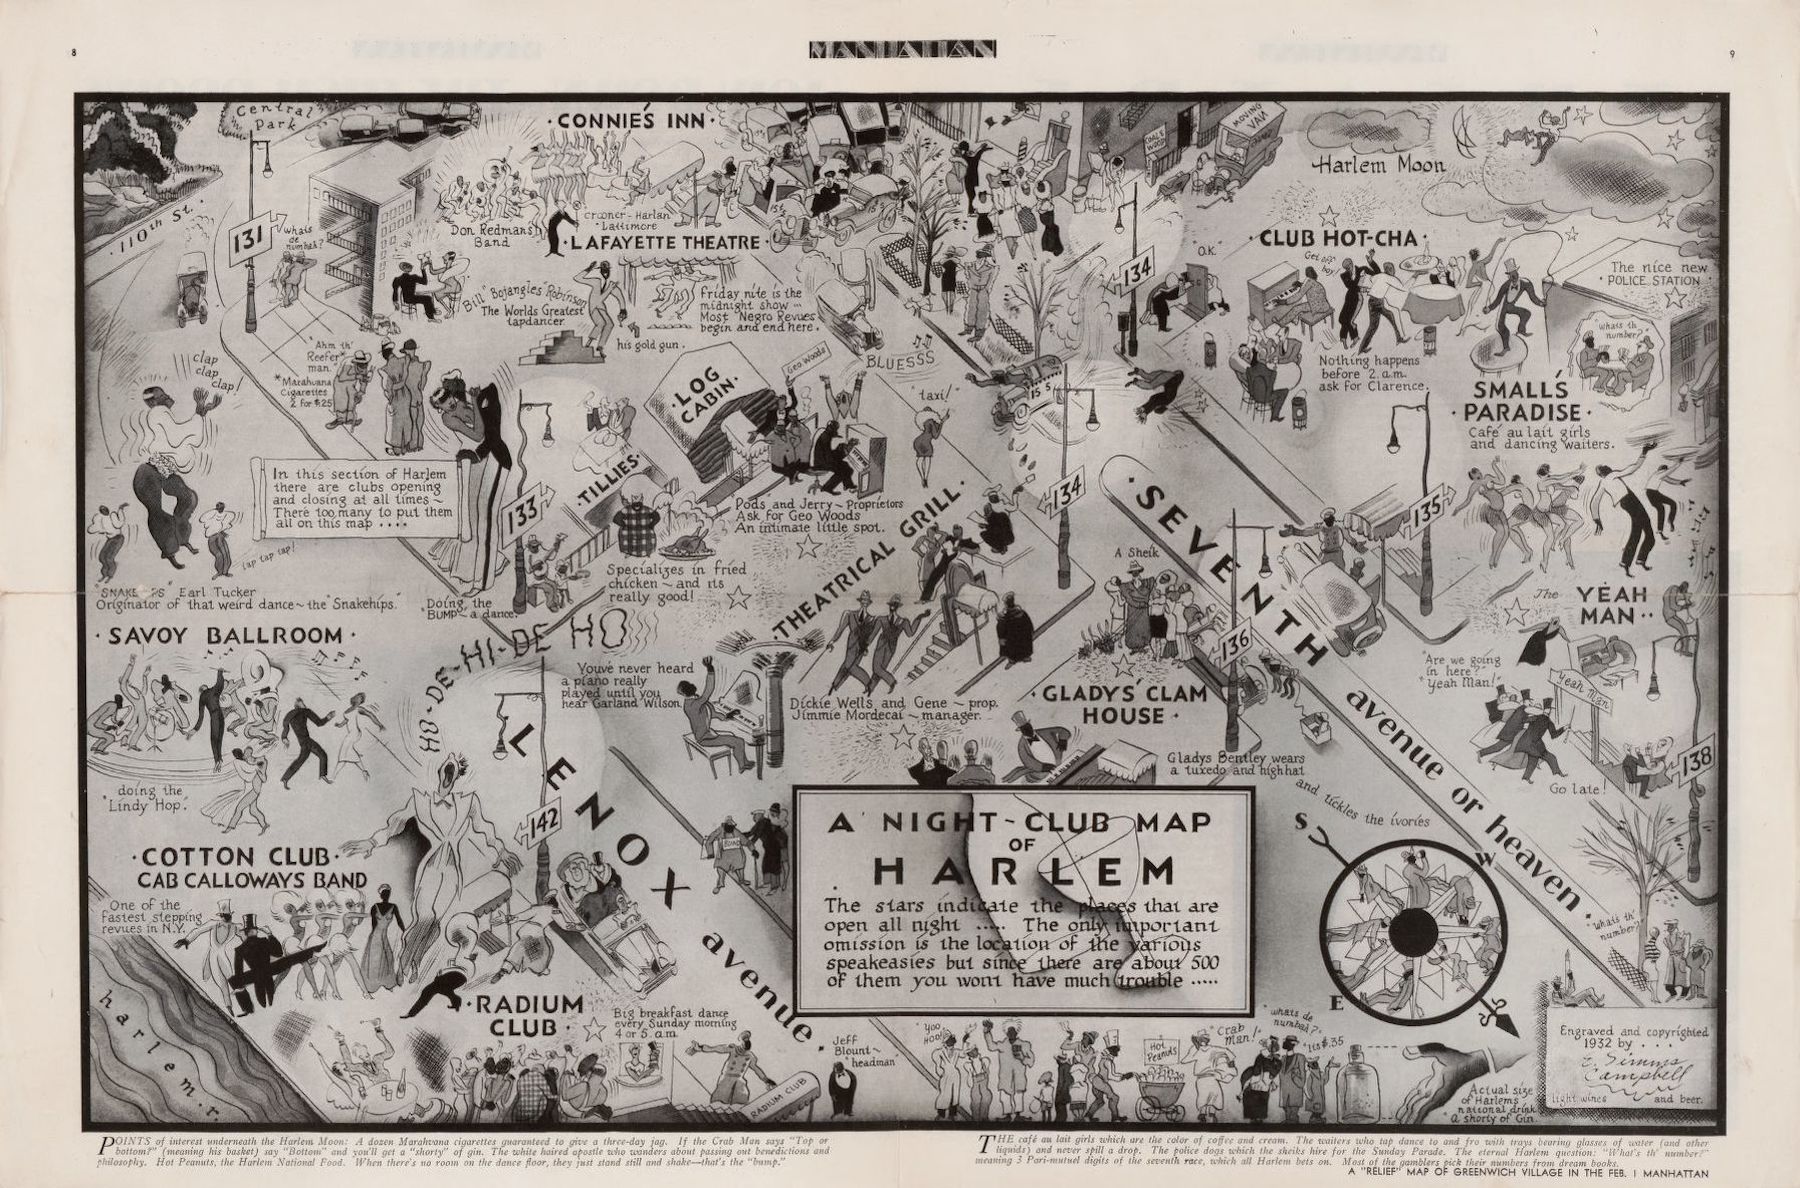 8
MANHATTAN
9
Central
Park
110th St.
131
whats
de
numbah?
· CONNIE'S INN ·
Don Redmans
Band
crooner - Harlan
Lattimore
· LAFAYETTE THEATRE ·
"Bill" Bojangles Robinson
The Worlds Greatest
tapdancer
his gold gun.
Friday nite is the
midnight show ~
Most Negro Revues
begin and end here.
COAL &
WOOD
MOVING
VAN
Harlem Moon
134
"O.K."
· CLUB HOT-CHA ·
Get off
boy!
Nothing happens
before 2 a.m.
ask for Clarence.
The nice new
· POLICE STATION ·
whats th'
number?
SMALL'S
· PARADISE ·
Café au lait girls
and dancing waiters.
clap
clap
clap!
"Ahm th'
Reefer*
man.
*Marahuana
Cigarettes
2 for $.25
· LOG
CABIN ·
Geo Woods
BLUESSS
"taxi!
15 5
In this section of Harlem
there are clubs opening
and closing at all times ~
There too many to put them
all on this map . . . .
tap tap!
133
· TILLIES ·
Specializes in fried
chicken ~ and its
really good!
Pods and Jerry ~ Proprietors
Ask for Geo Woods
An intimate little spot.
· THEATRICAL GRILL ·
134
· SEVENTH
avenue or heaven ·
135
A Sheik
"SNAKE PS" Earl Tucker
Originator of that weird dance ~ the "Snakehips."
"Doing the
BUMP" ~ a dance.
· SAVOY BALLROOM ·
doing the
"Lindy Hop".
HO-DE-HI-DE HO
Youve never heard
a piano really
played until you
hear Garland Wilson.
Dickie Wells and Gene ~ prop.
Jimmie Mordecai ~ manager.
136
· GLADYS' CLAM
HOUSE ·
Gladys Bentley wears
a tuxedo and high hat
and tickles the ivories
The YEAH
MAN ··
"Are we going
in here?"
"Yeah Man!"
Yeah Man
Go late!
138
· COTTON CLUB ·
CAB CALLOWAYS BAND
One of the
fastest stepping
revues in N.Y.
142
LENOX avenue ·
A NIGHT-CLUB MAP
OF
HARLEM
The stars indicate the places that are
open all night ..... The only important
omission is the location of the various
speakeasies but since there are about 500
of them you wont have much trouble .....
S
W
E
N
"whats th'
number?"
harlem. r.
· RADIUM
CLUB ·
Big breakfast dance
every Sunday morning
4 or 5 a.m.
RADIUM CLUB
Jeff
Blount ~
"headman"
"Yoo
Hoo!"
Hot
Peanuts
"Crab
Man!"
"whats de
numbah?"
"Its $.35
Actual size
of Harlems
national drink
a shorty of Gin.
Engraved and copyrighted
1932 by . . . .
E. Simms
Campbell
light wines and beer.
POINTS of interest underneath the Harlem Moon: A dozen Marahvana cigarettes guaranteed to give a three-day jag. If the Crab Man says "Top or
bottom?" (meaning his basket) say "Bottom" and you'll get a "shorty" of gin. The white haired apostle who wanders about passing out benedictions and
philosophy. Hot Peanuts, the Harlem National Food. When there's no room on the dance floor, they just stand still and shake—that's the "bump."
THE café au lait girls which are the color of coffee and cream. The waiters who tap dance to and fro with trays bearing glasses of water (and other
liquids) and never spill a drop. The police dogs which the sheiks hire for the Sunday Parade. The eternal Harlem question: "What's th' number?"
meaning 3 Pari-mutuel digits of the seventh race, which all Harlem bets on. Most of the gamblers pick their numbers from dream books.
A "RELIEF" MAP OF GREENWICH VILLAGE IN THE FEB. 1 MANHATTAN